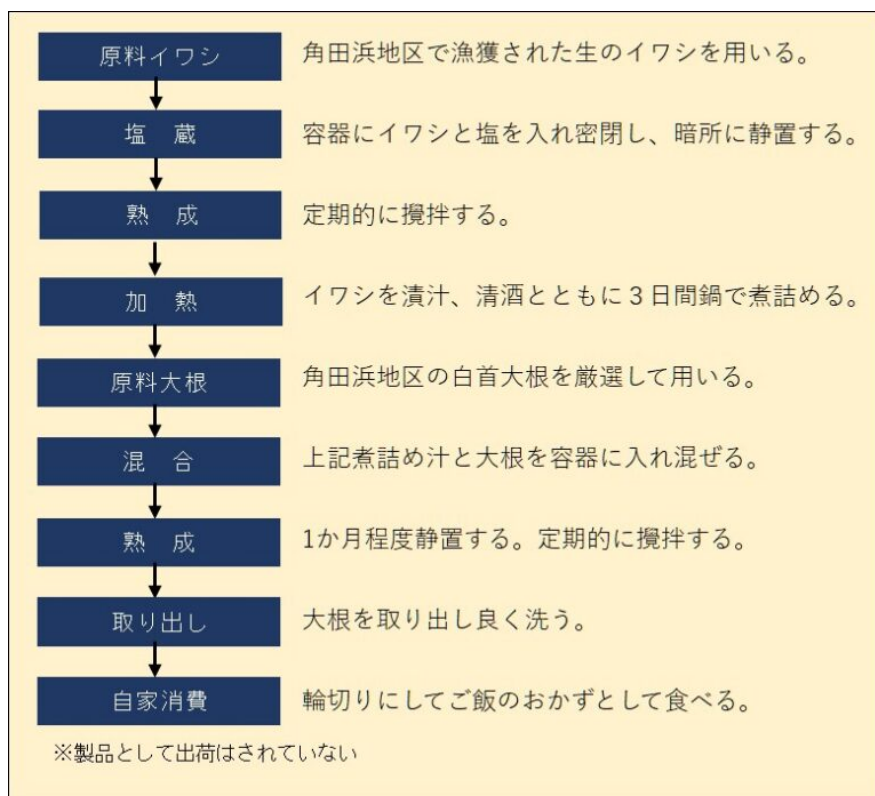 原料イワシ 角田浜地区で漁獲された生のイワシを用いる。
塩 蔵 容器にイワシと塩を入れ密閉し、暗所に静置する。
熟 成 定期的に攪拌する。
加 熱 イワシを漬汁、清酒とともに３日間鍋で煮詰める。
原料大根 角田浜地区の白首大根を厳選して用いる。
混 合 上記煮詰め汁と大根を容器に入れ混ぜる。
熟 成 1か月程度静置する。定期的に攪拌する。
取り出し 大根を取り出し良く洗う。
自家消費 輪切りにしてご飯のおかずとして食べる。
※製品として出荷はされていない